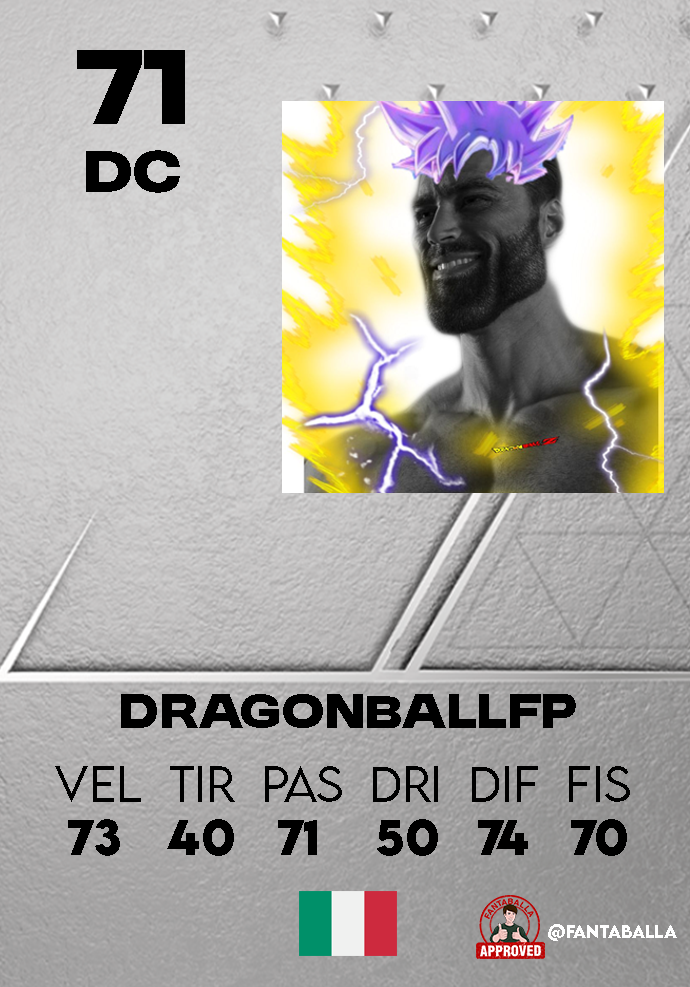 71
DC
DRAGONBALLFP
VEL TIR PAS DRI DIF FIS
73 40 71 50 74 70
FANTABALLA
APPROVED
@FANTABALLA